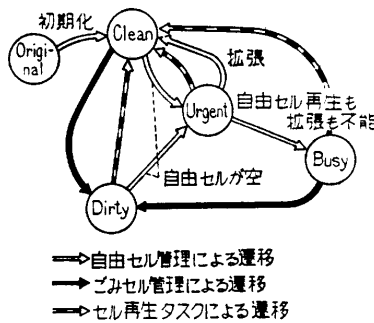 初期化
Origi-
nal
Clean
拡張
Urgent
自由セル再生も
拡張も不能
Busy
自由セルが空
Dirty
自由セル管理による遷移
ごみセル管理による遷移
セル再生タスクによる遷移